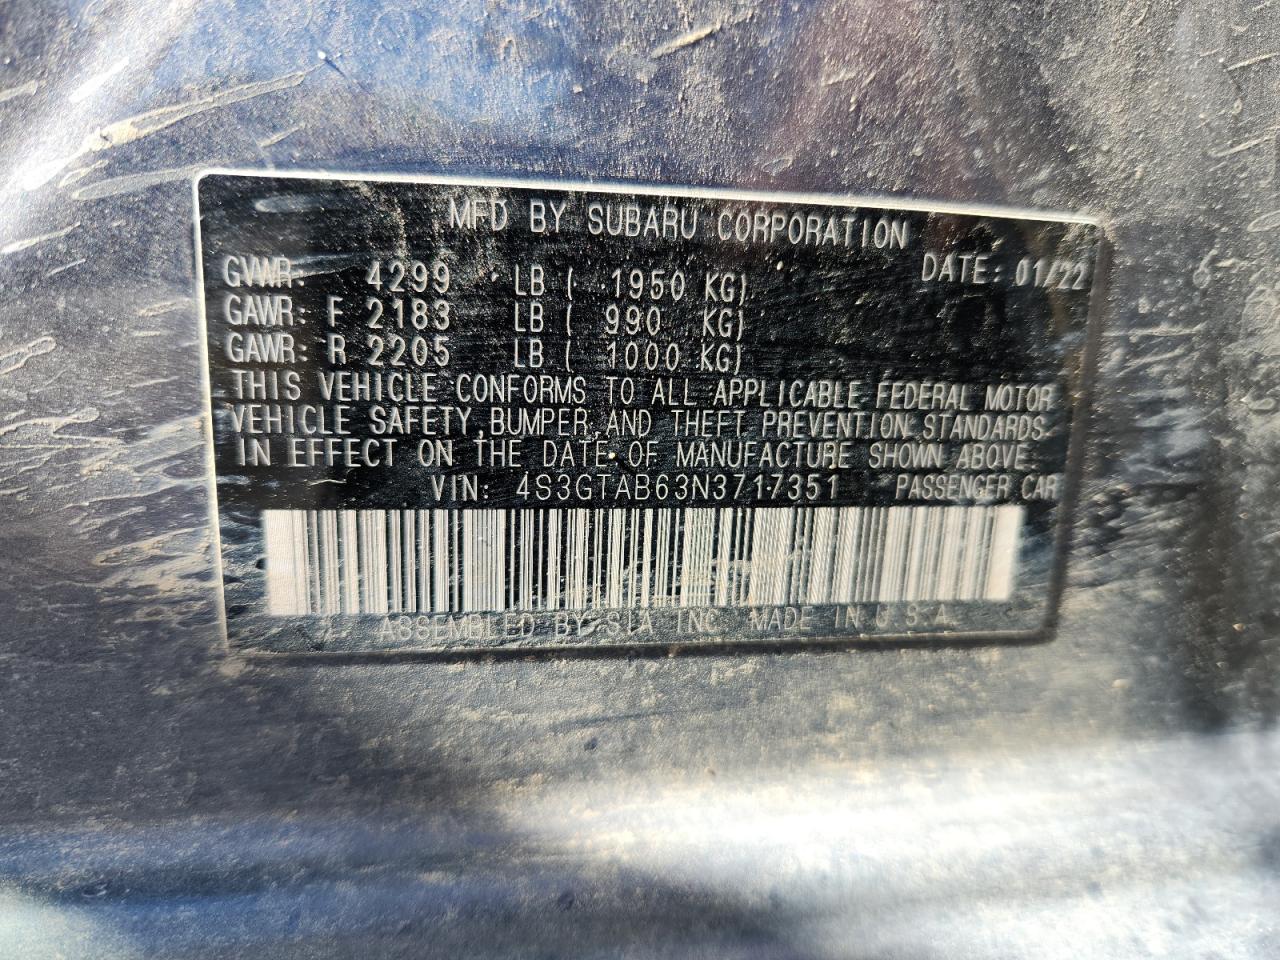 MFD BY SUBARU CORPORATION
DATE: 01/22
GVWR: 4299 LB ( 1950 KG)
GAWR: F 2183 LB ( 990 KG)
GAWR: R 2205 LB ( 1000 KG)
THIS VEHICLE CONFORMS TO ALL APPLICABLE FEDERAL MOTOR
VEHICLE SAFETY, BUMPER, AND THEFT PREVENTION STANDARDS
IN EFFECT ON THE DATE OF MANUFACTURE SHOWN ABOVE.
VIN: 4S3GTAB63N3717351 PASSENGER CAR
ASSEMBLED BY SIA INC. MADE IN U.S.A.